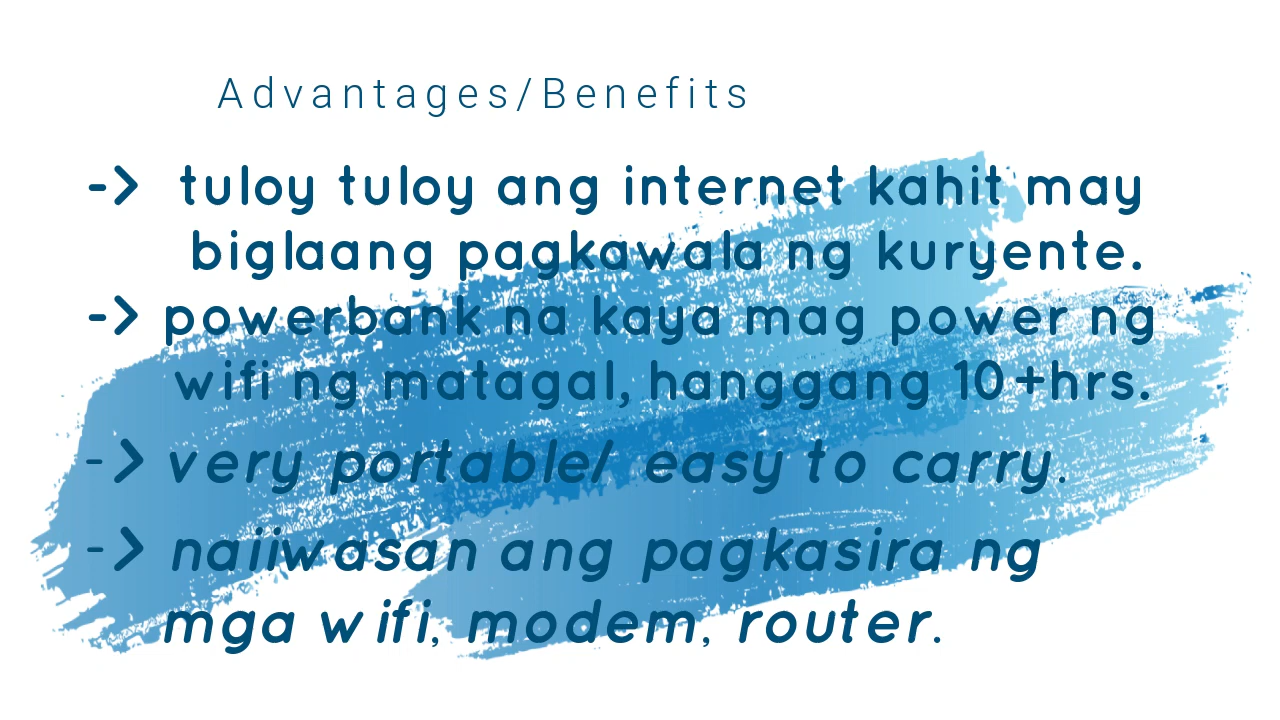 Advantages/Benefits
-> tuloy tuloy ang internet kahit may
biglaang pagkawala ng kuryente.
-> powerbank na kaya mag power ng
wifi ng matagal, hanggang 10+hrs.
-> very portable/ easy to carry.
-> naiiwasan ang pagkasira ng
mga wifi, modem, router.